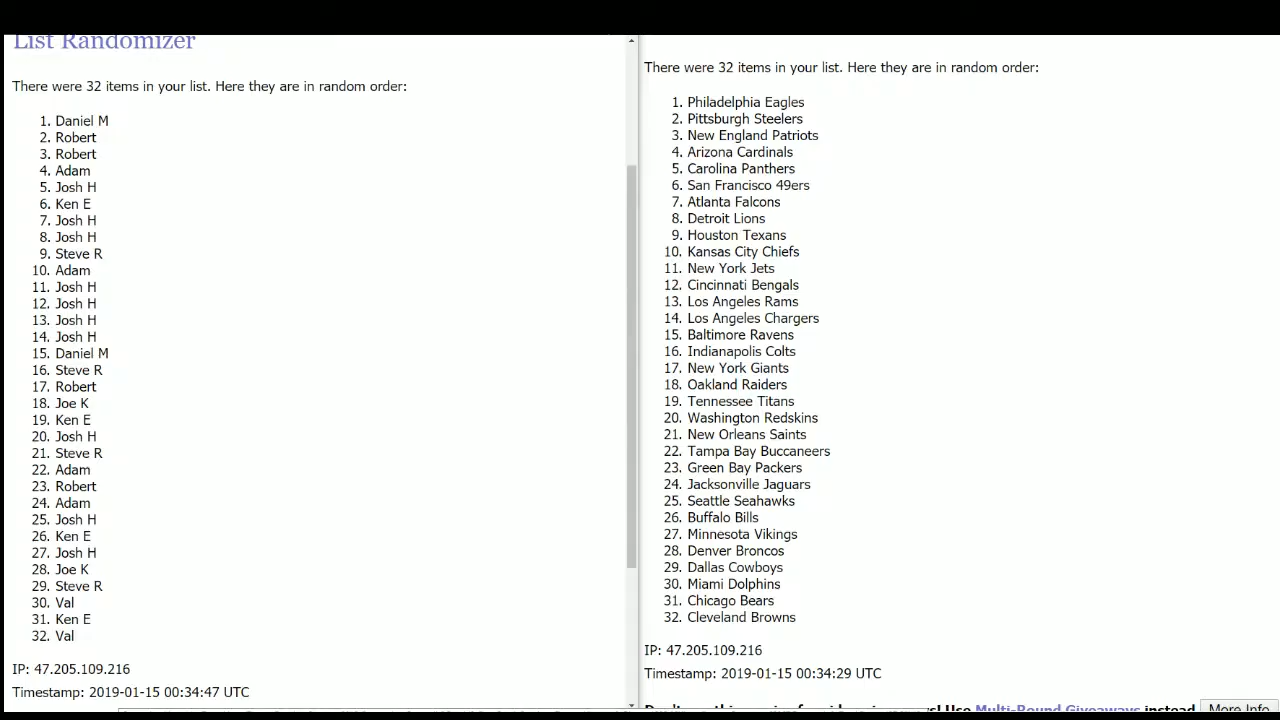 List Randomizer
There were 32 items in your list. Here they are in random order:
1. Daniel M
2. Robert
3. Robert
4. Adam
5. Josh H
6. Ken E
7. Josh H
8. Josh H
9. Steve R
10. Adam
11. Josh H
12. Josh H
13. Josh H
14. Josh H
15. Daniel M
16. Steve R
17. Robert
18. Joe K
19. Ken E
20. Josh H
21. Steve R
22. Adam
23. Robert
24. Adam
25. Josh H
26. Ken E
27. Josh H
28. Joe K
29. Steve R
30. Val
31. Ken E
32. Val
IP: 47.205.109.216
Timestamp: 2019-01-15 00:34:47 UTC
There were 32 items in your list. Here they are in random order:
1. Philadelphia Eagles
2. Pittsburgh Steelers
3. New England Patriots
4. Arizona Cardinals
5. Carolina Panthers
6. San Francisco 49ers
7. Atlanta Falcons
8. Detroit Lions
9. Houston Texans
10. Kansas City Chiefs
11. New York Jets
12. Cincinnati Bengals
13. Los Angeles Rams
14. Los Angeles Chargers
15. Baltimore Ravens
16. Indianapolis Colts
17. New York Giants
18. Oakland Raiders
19. Tennessee Titans
20. Washington Redskins
21. New Orleans Saints
22. Tampa Bay Buccaneers
23. Green Bay Packers
24. Jacksonville Jaguars
25. Seattle Seahawks
26. Buffalo Bills
27. Minnesota Vikings
28. Denver Broncos
29. Dallas Cowboys
30. Miami Dolphins
31. Chicago Bears
32. Cleveland Browns
IP: 47.205.109.216
Timestamp: 2019-01-15 00:34:29 UTC
Use Multi-Round Giveaways instead
More Info